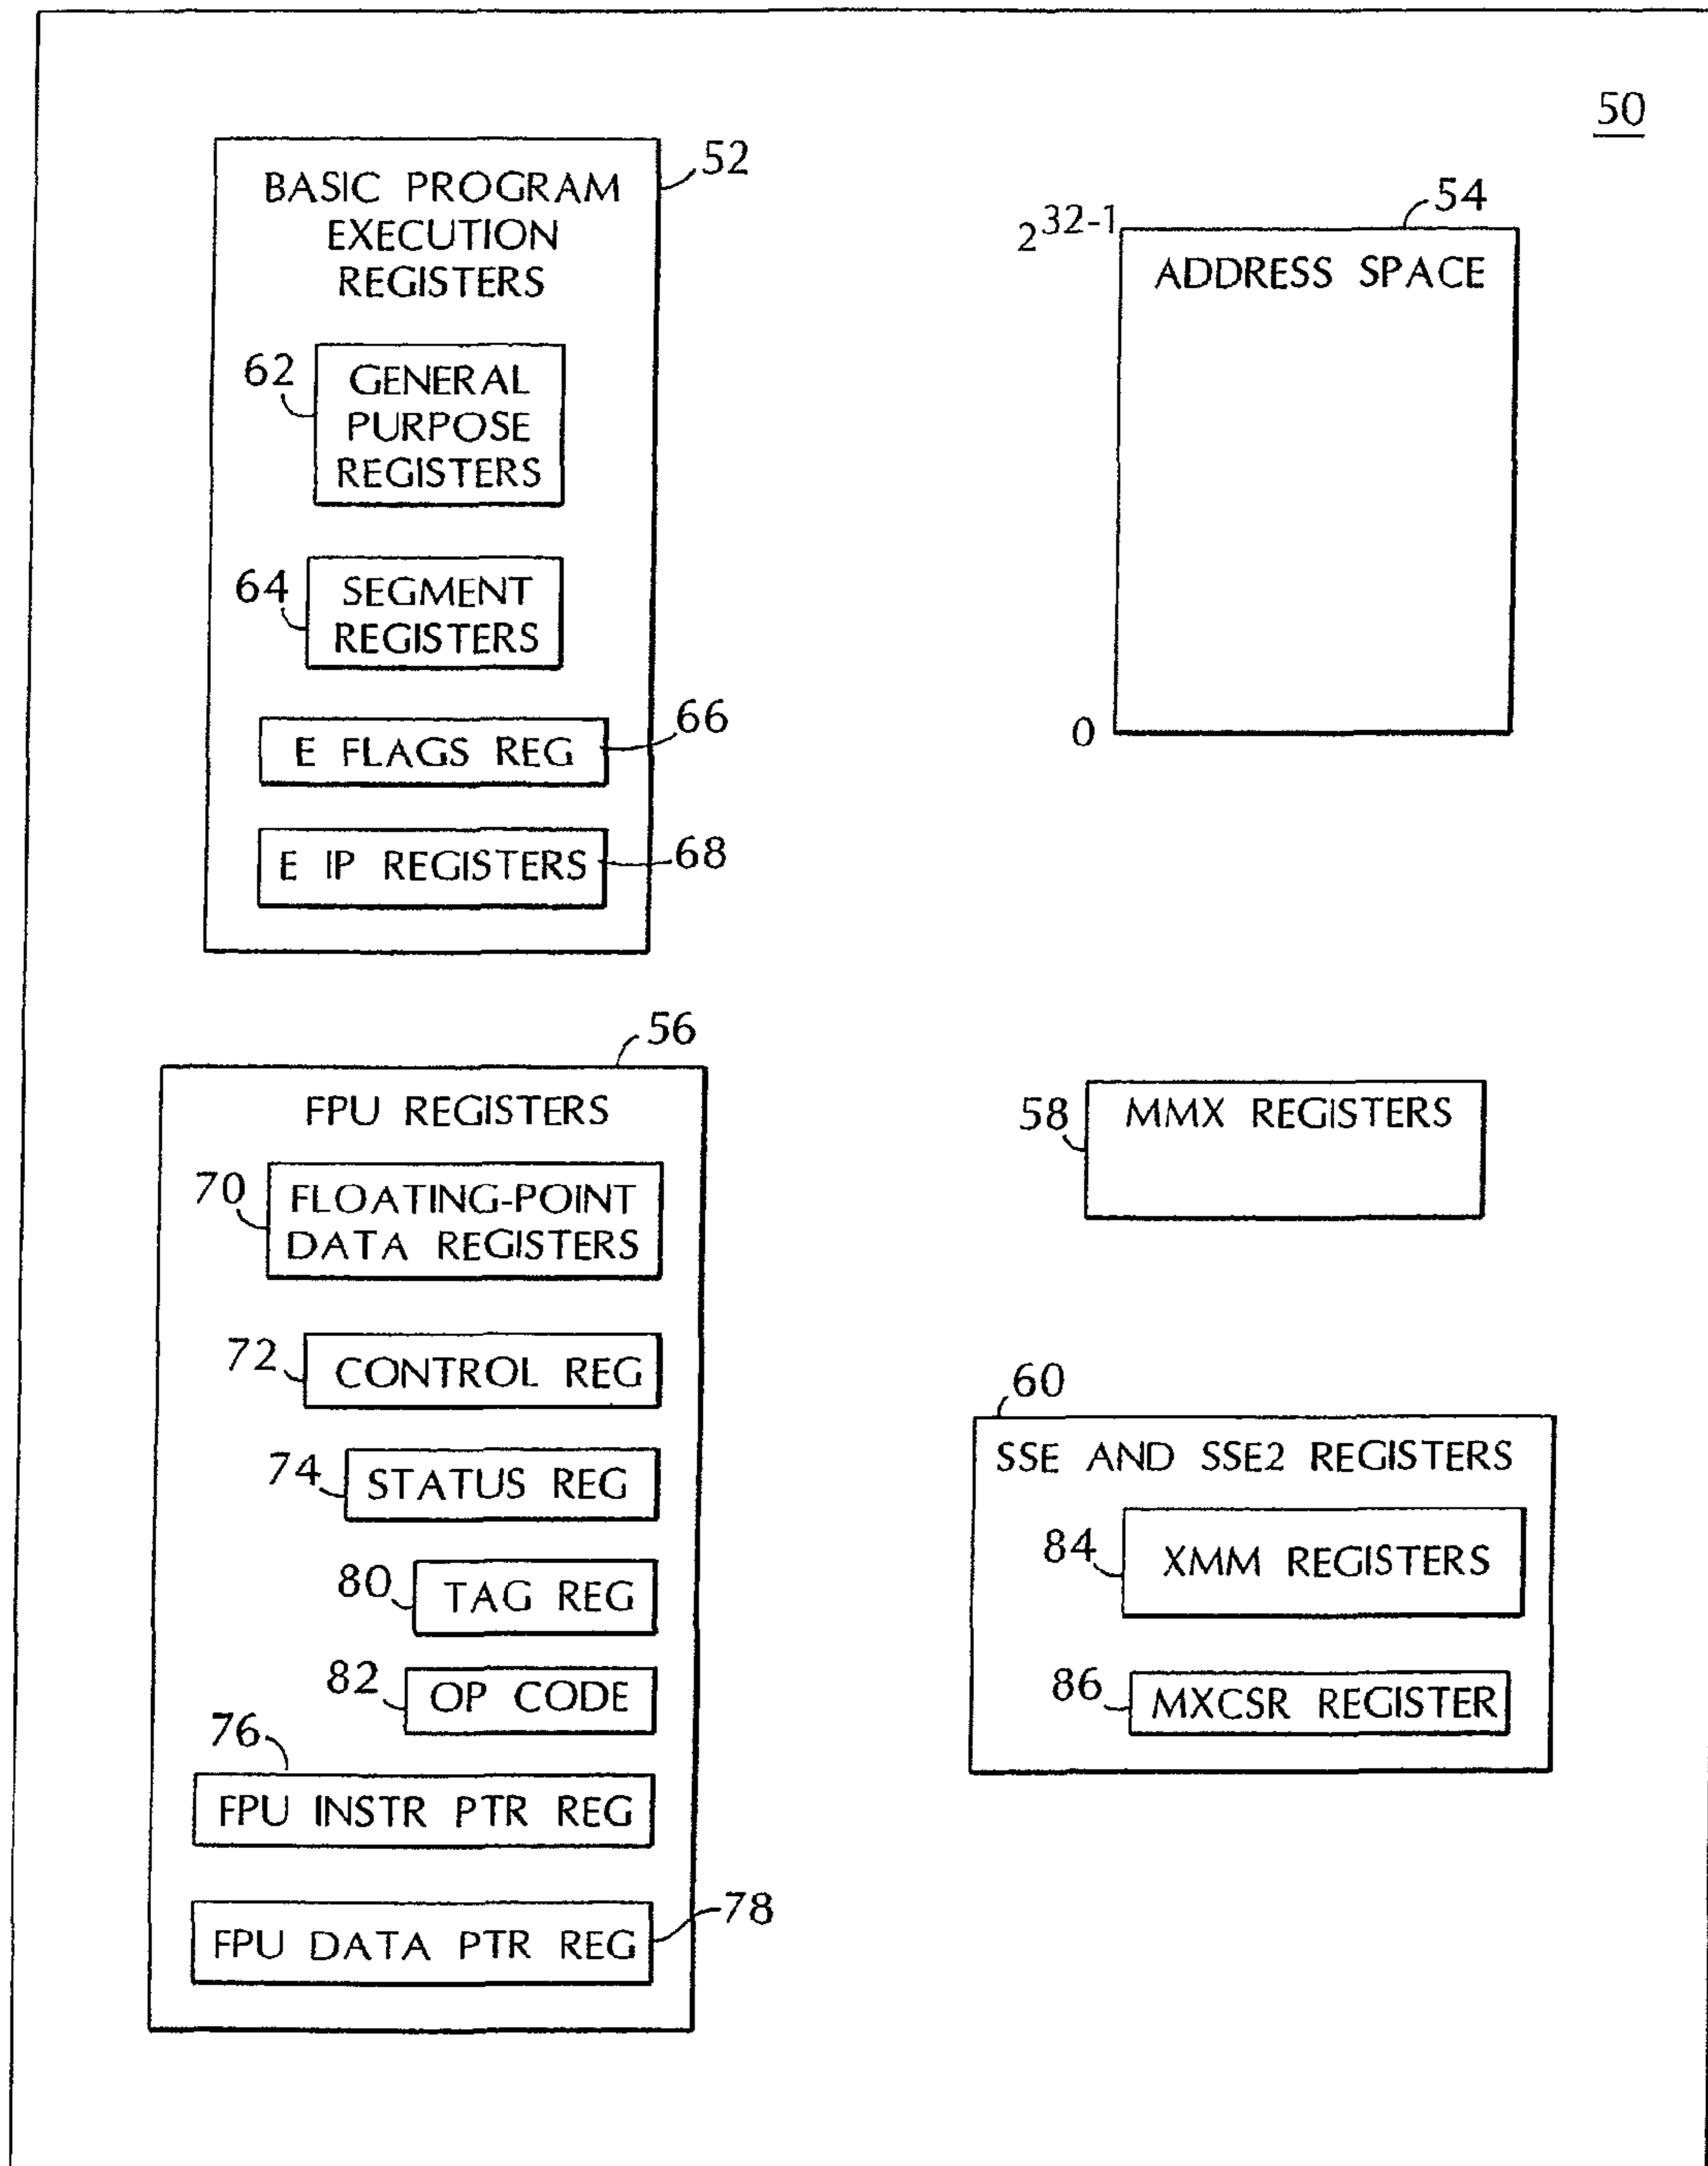 50
52
BASIC PROGRAM
EXECUTION
REGISTERS
62
GENERAL
PURPOSE
REGISTERS
64
SEGMENT
REGISTERS
66
E FLAGS REG
68
E IP REGISTERS
54
2^32-1
ADDRESS SPACE
0
56
FPU REGISTERS
70
FLOATING-POINT
DATA REGISTERS
72
CONTROL REG
74
STATUS REG
80
TAG REG
82
OP CODE
76
FPU INSTR PTR REG
78
FPU DATA PTR REG
58
MMX REGISTERS
60
SSE AND SSE2 REGISTERS
84
XMM REGISTERS
86
MXCSR REGISTER